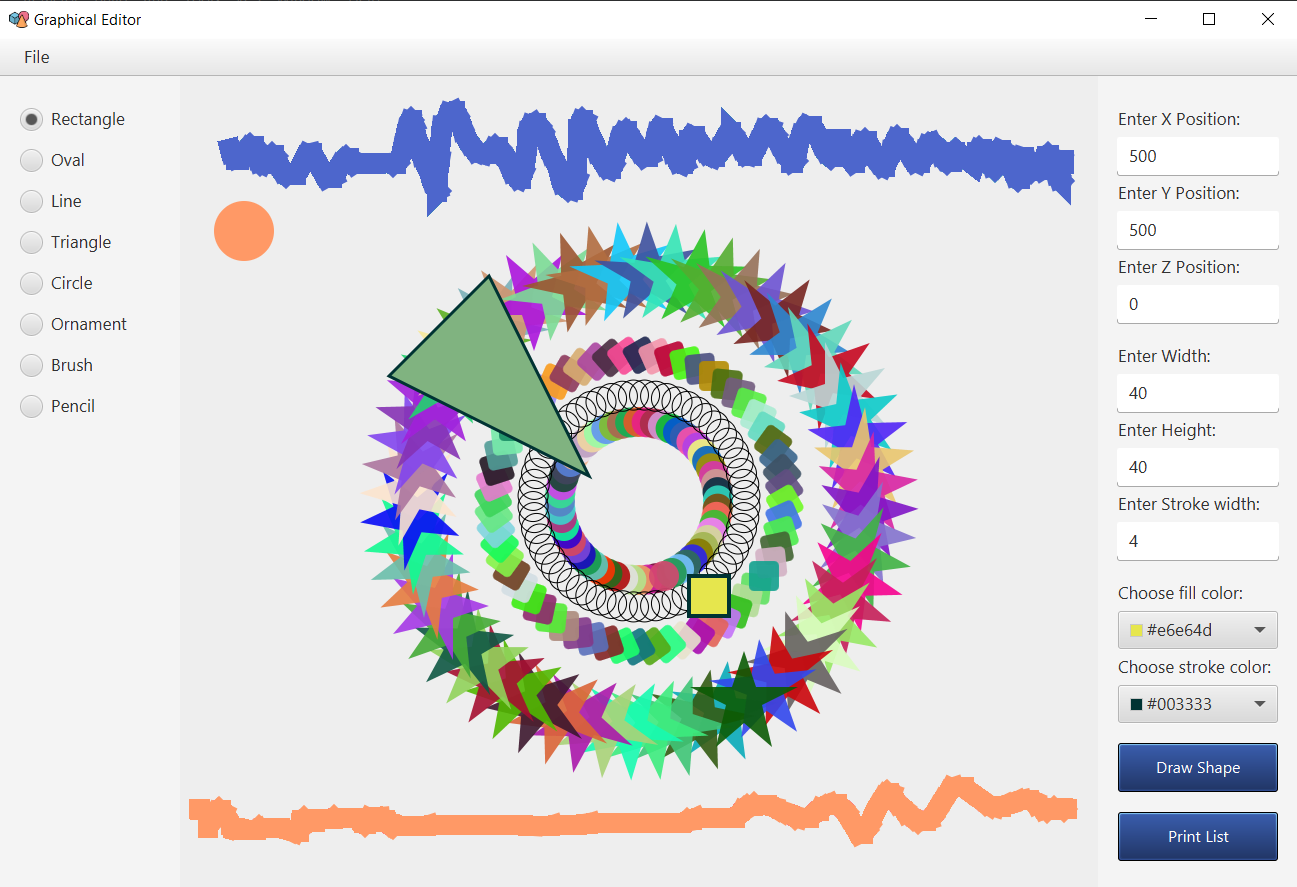 Graphical Editor
File
Rectangle
Oval
Line
Triangle
Circle
Ornament
Brush
Pencil
Enter X Position:
500
Enter Y Position:
500
Enter Z Position:
0
Enter Width:
40
Enter Height:
40
Enter Stroke width:
4
Choose fill color:
#e6e64d
Choose stroke color:
#003333
Draw Shape
Print List